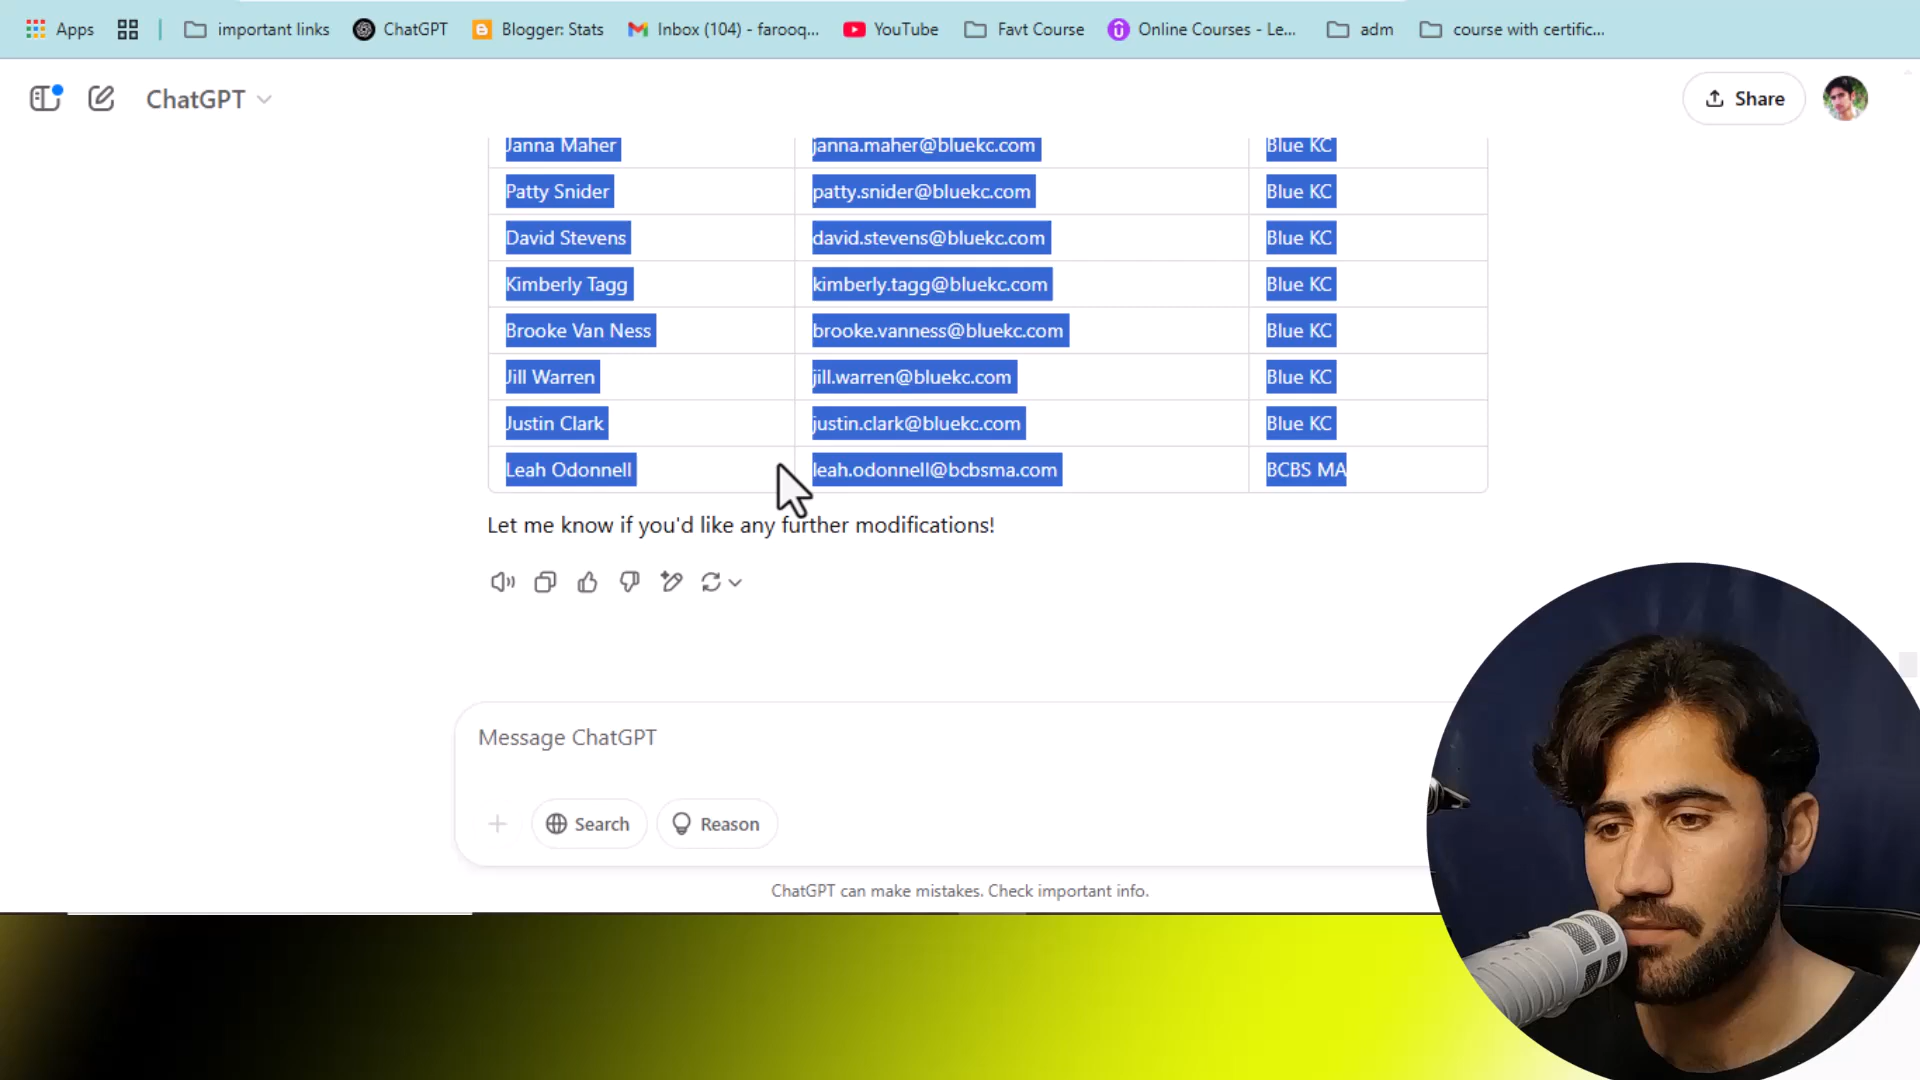 Apps important links ChatGPT Blogger: Stats Inbox (104) - farooq... YouTube Favt Course Online Courses - Le... adm course with certific...
ChatGPT Share
Janna Maher janna.maher@bluekc.com Blue KC
Patty Snider patty.snider@bluekc.com Blue KC
David Stevens david.stevens@bluekc.com Blue KC
Kimberly Tagg kimberly.tagg@bluekc.com Blue KC
Brooke Van Ness brooke.vanness@bluekc.com Blue KC
Jill Warren jill.warren@bluekc.com Blue KC
Justin Clark justin.clark@bluekc.com Blue KC
Leah Odonnell leah.odonnell@bcbsma.com BCBS MA
Let me know if you'd like any further modifications!
Message ChatGPT
Search Reason
ChatGPT can make mistakes. Check important info.